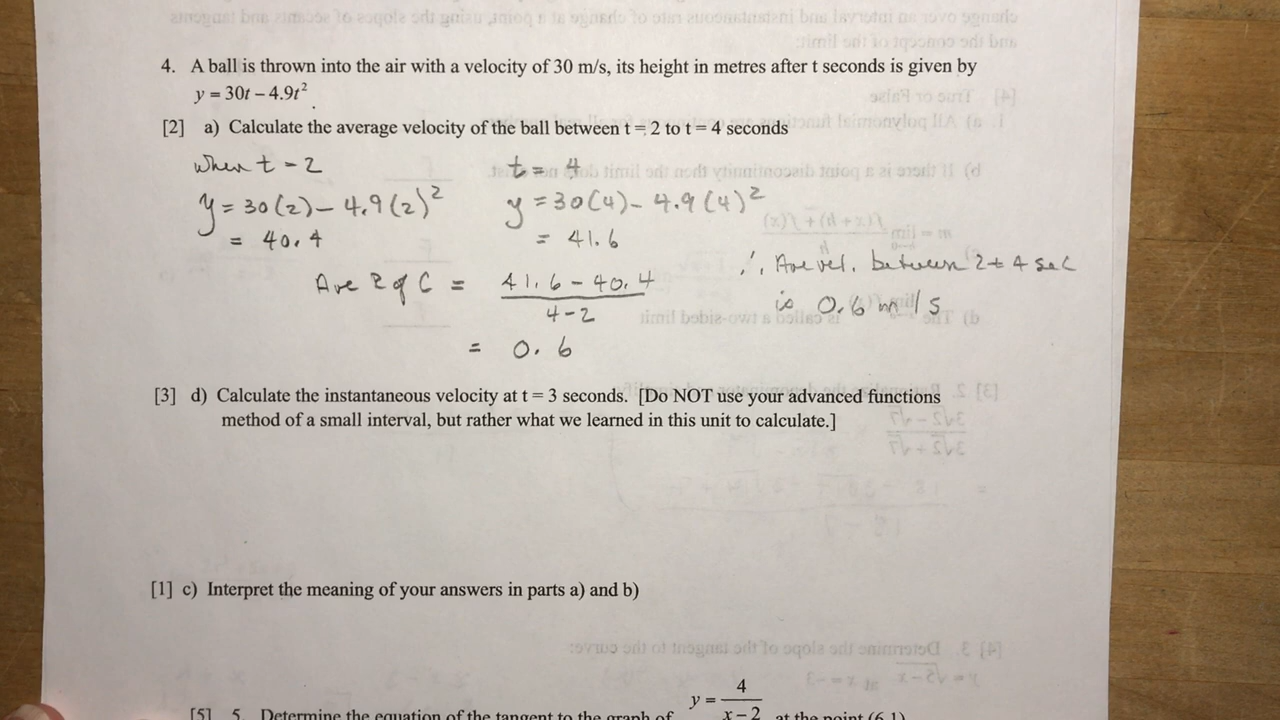 4. A ball is thrown into the air with a velocity of 30 m/s, its height in metres after t seconds is given by
y = 30t – 4.9t².
[2] a) Calculate the average velocity of the ball between t = 2 to t = 4 seconds
When t = 2
y = 30(2) – 4.9(2)²
= 40.4
t = 4
y = 30(4) – 4.9(4)²
= 41.6
Ave R of C = (41.6 – 40.4)/(4 – 2)
= 0.6
∴ Ave vel. between 2 + 4 sec
is 0.6 m/s
[3] d) Calculate the instantaneous velocity at t = 3 seconds. [Do NOT use your advanced functions
method of a small interval, but rather what we learned in this unit to calculate.]
[1] c) Interpret the meaning of your answers in parts a) and b)
[5] 5. Determine the equation of the tangent to the graph of y = 4/(x – 2) at the point (6,1)